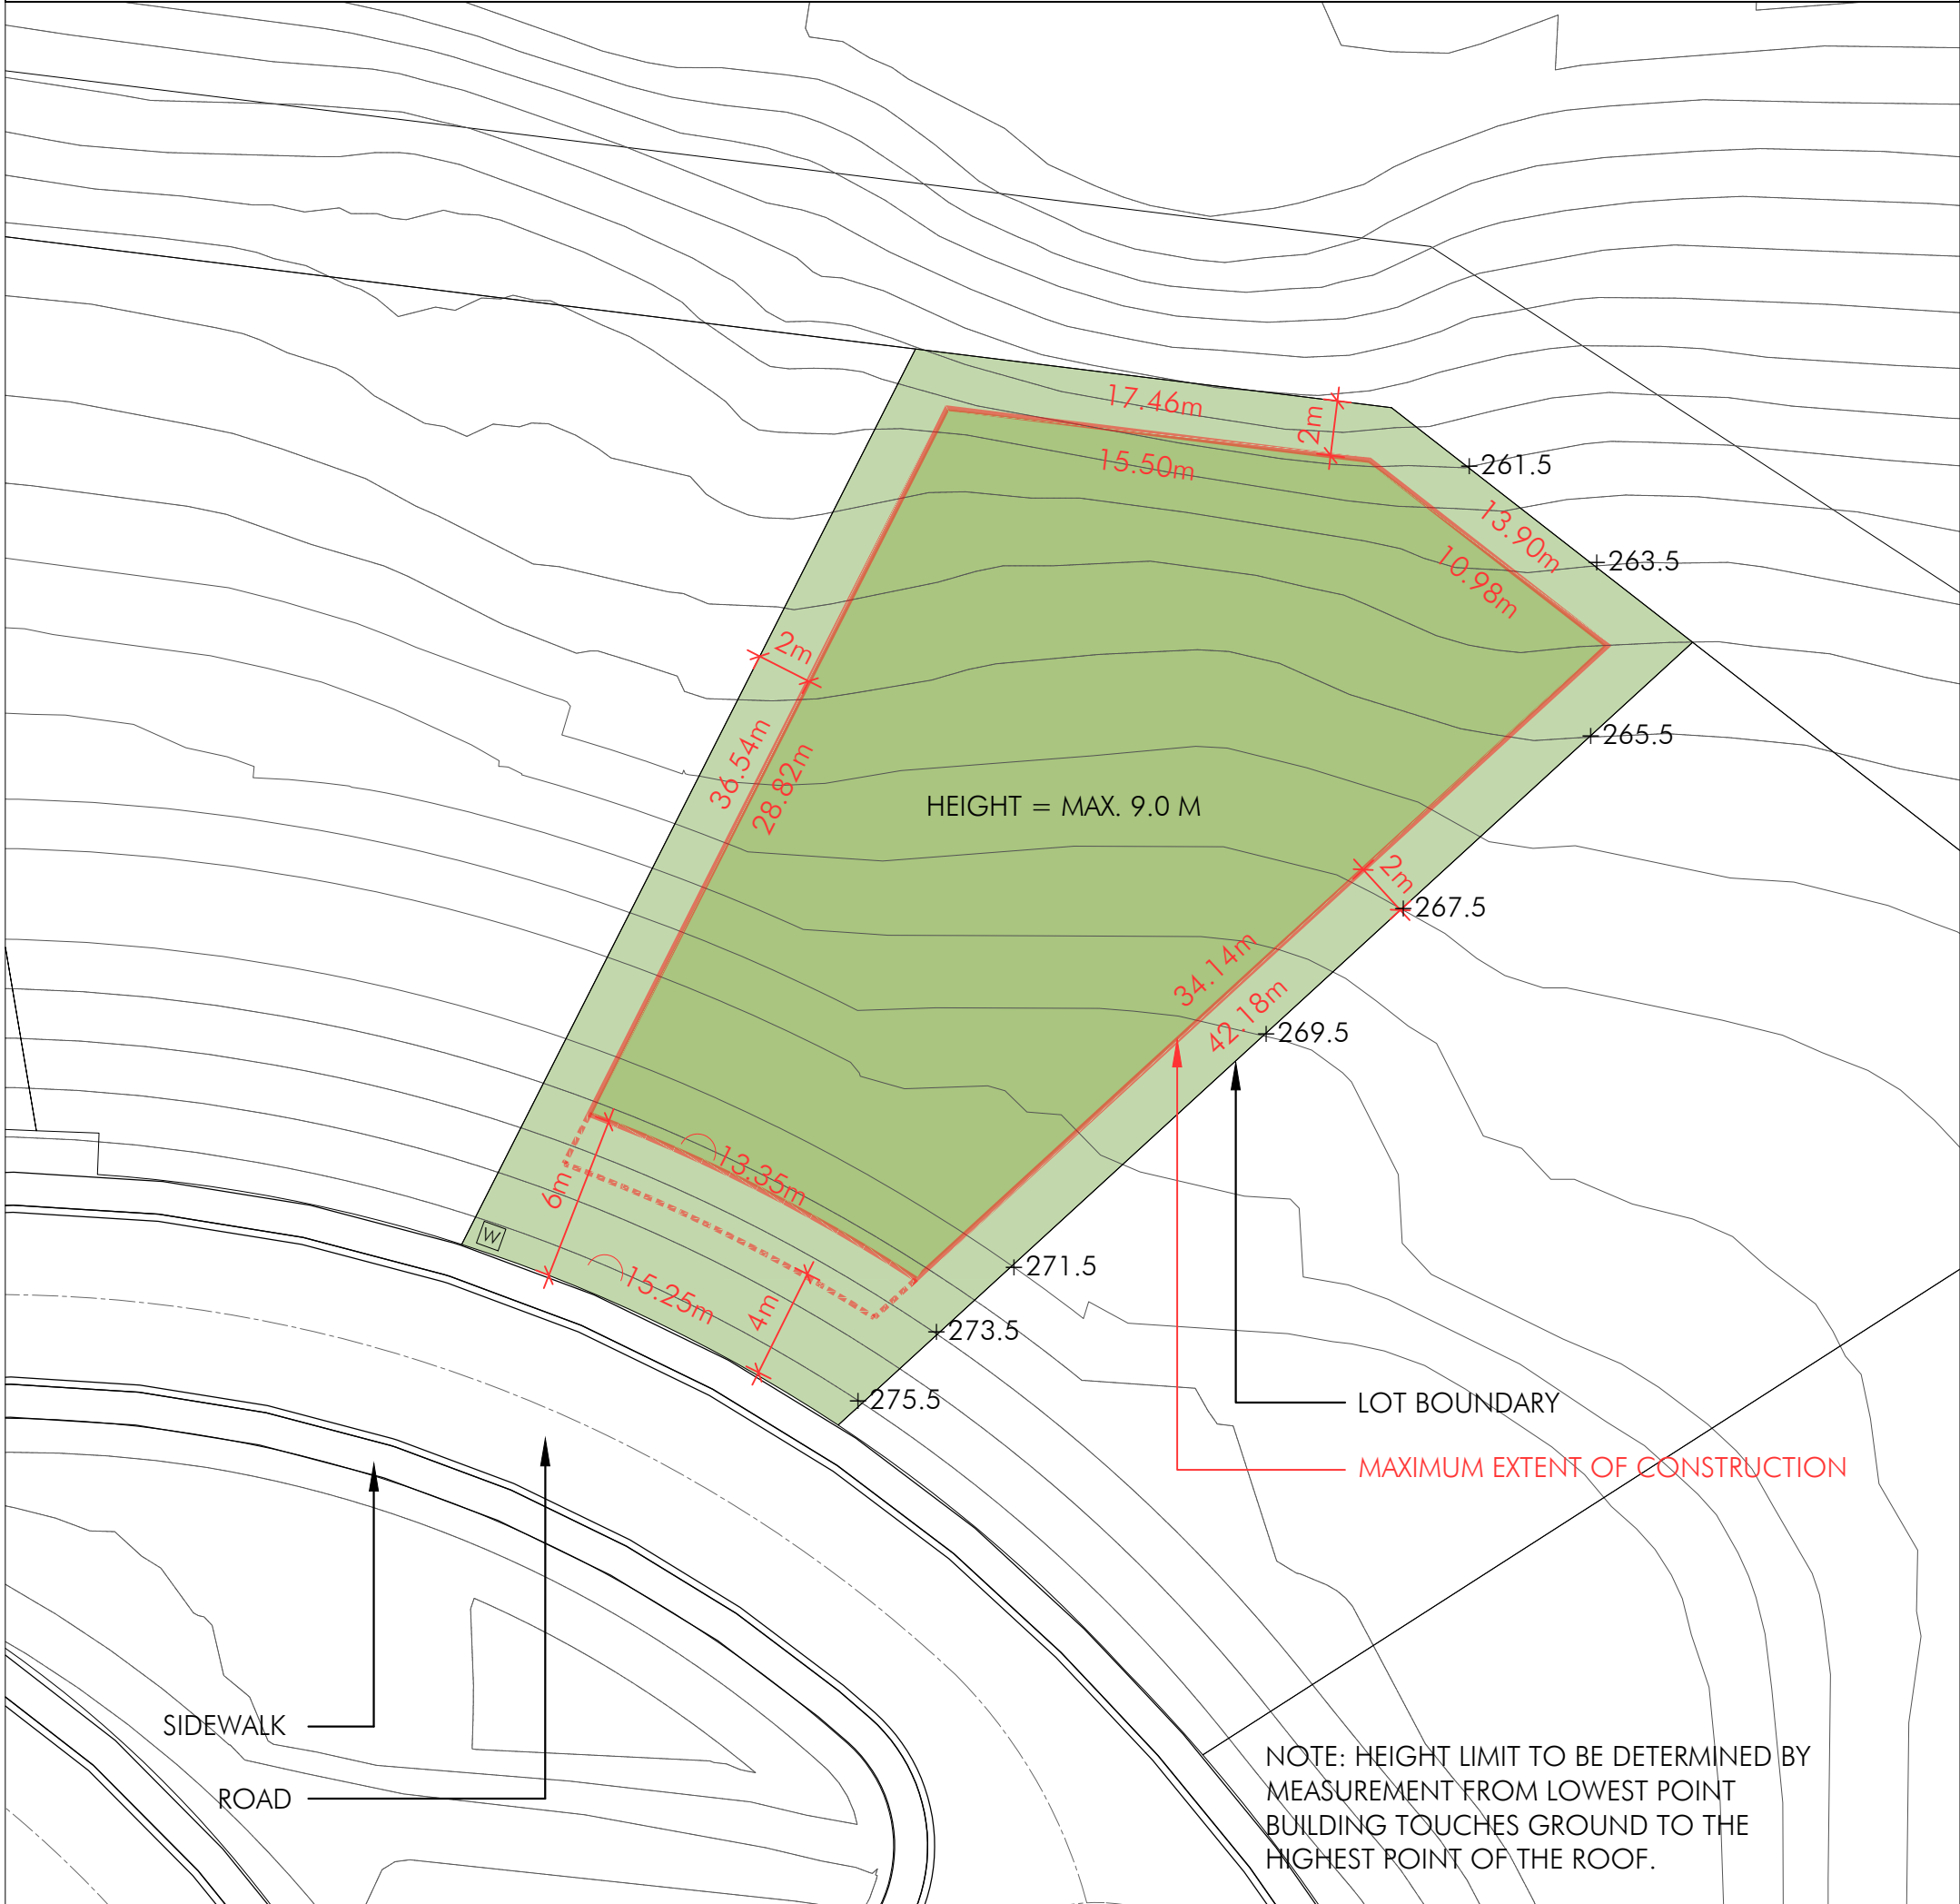 17.46m
2m
15.50m
261.5
13.90m
263.5
10.98m
2m
265.5
36.54m
28.82m
HEIGHT = MAX. 9.0 M
2m
267.5
34.14m
42.18m
269.5
13.35m
6m
W
271.5
15.25m
4m
273.5
275.5
LOT BOUNDARY
MAXIMUM EXTENT OF CONSTRUCTION
SIDEWALK
ROAD
NOTE: HEIGHT LIMIT TO BE DETERMINED BY
MEASUREMENT FROM LOWEST POINT
BUILDING TOUCHES GROUND TO THE
HIGHEST POINT OF THE ROOF.